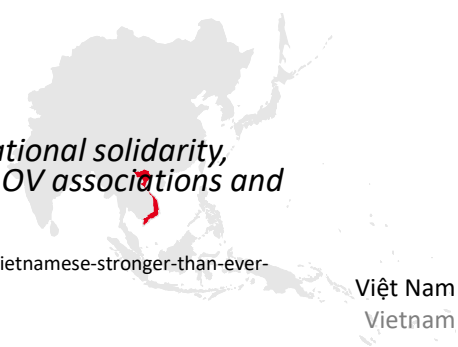 ational solidarity,
OV associations and
ietnamese-stronger-than-ever-
Việt Nam
Vietnam